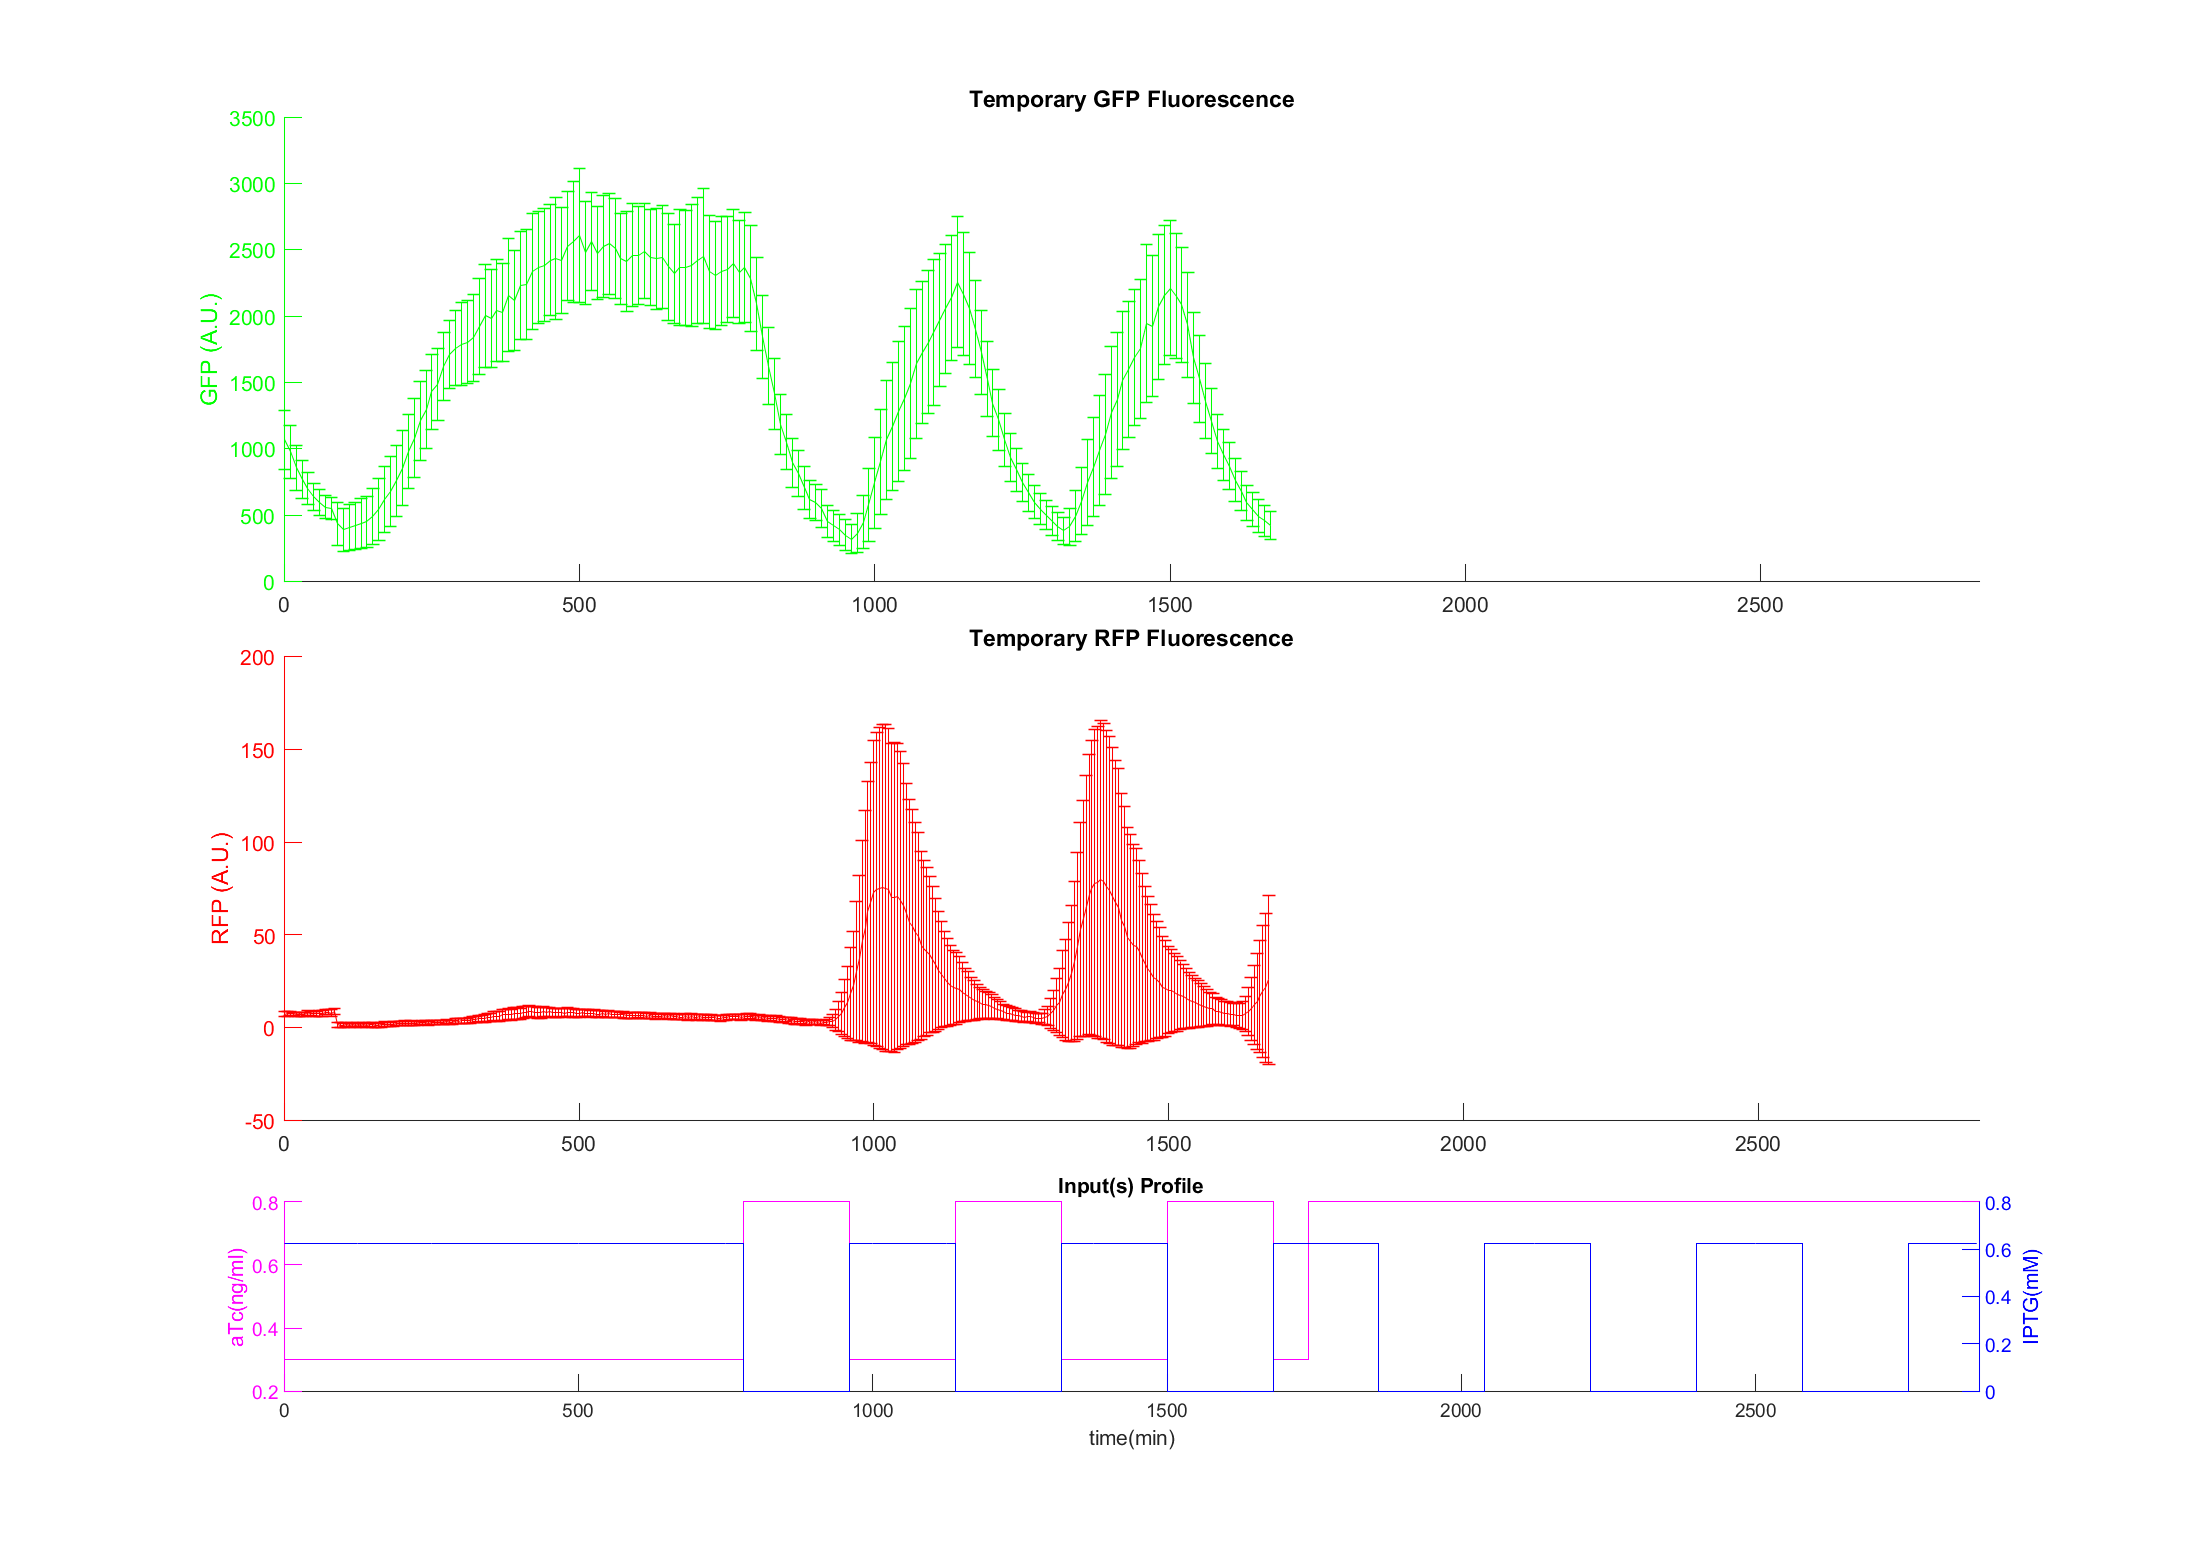 Temporary GFP Fluorescence
3500
3000
2500
2000
1500
1000
500
0
GFP (A.U.)
0 500 1000 1500 2000 2500
Temporary RFP Fluorescence
200
150
100
50
0
-50
RFP (A.U.)
0 500 1000 1500 2000 2500
Input(s) Profile
0.8
0.6
0.4
0.2
aTc(ng/ml)
0.8
0.6
0.4
0.2
0
IPTG(mM)
0 500 1000 1500 2000 2500
time(min)